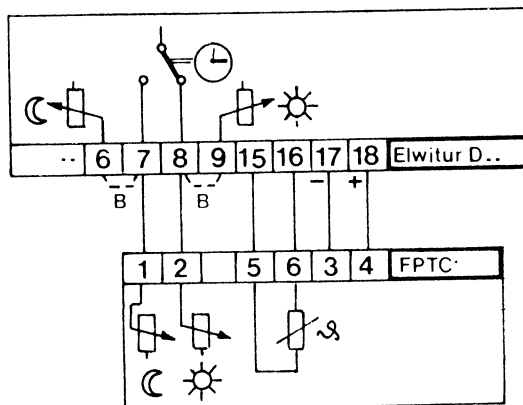 ·· 6 7 8 9 15 16 17 18 Elwitur D..
B B − +
1 2 5 6 3 4 FPTC·
ϑ